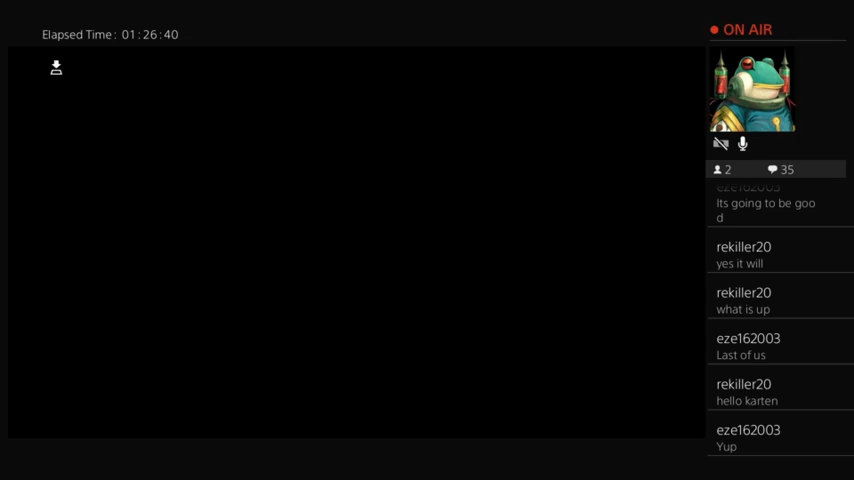 Elapsed Time: 01:26:40
ON AIR
2
35
eze162003
Its going to be goo
d
rekiller20
yes it will
rekiller20
what is up
eze162003
Last of us
rekiller20
hello karten
eze162003
Yup